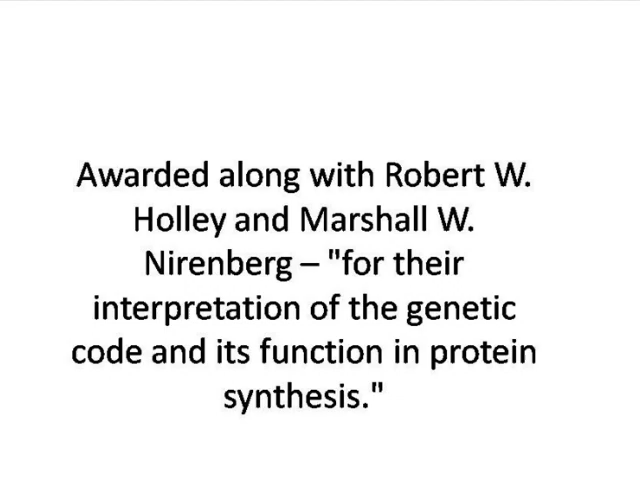 Awarded along with Robert W.
Holley and Marshall W.
Nirenberg – "for their
interpretation of the genetic
code and its function in protein
synthesis."